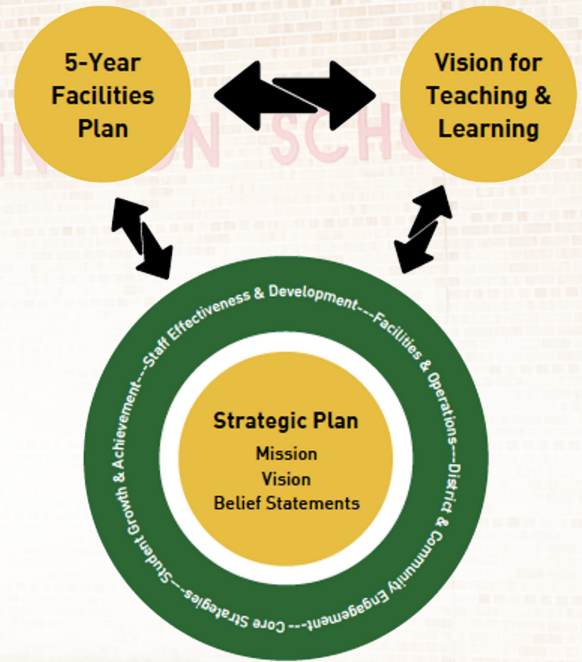 5-Year
Facilities
Plan
Vision for
Teaching &
Learning
SCHO
Student Growth & Achievement---Staff Effectiveness & Development---Facilities & Operations---District & Community Engagement--- Core Strategies---
Strategic Plan
Mission
Vision
Belief Statements